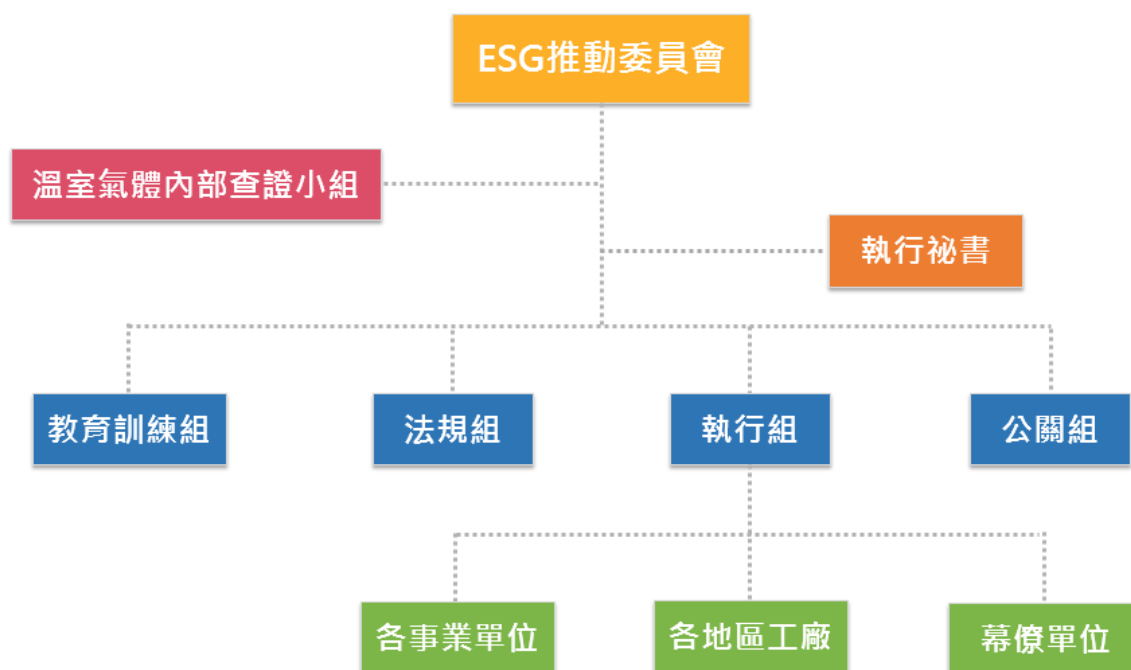 ESG推動委員會
溫室氣體內部查證小組
執行祕書
教育訓練組
法規組
執行組
公關組
各事業單位
各地區工廠
幕僚單位